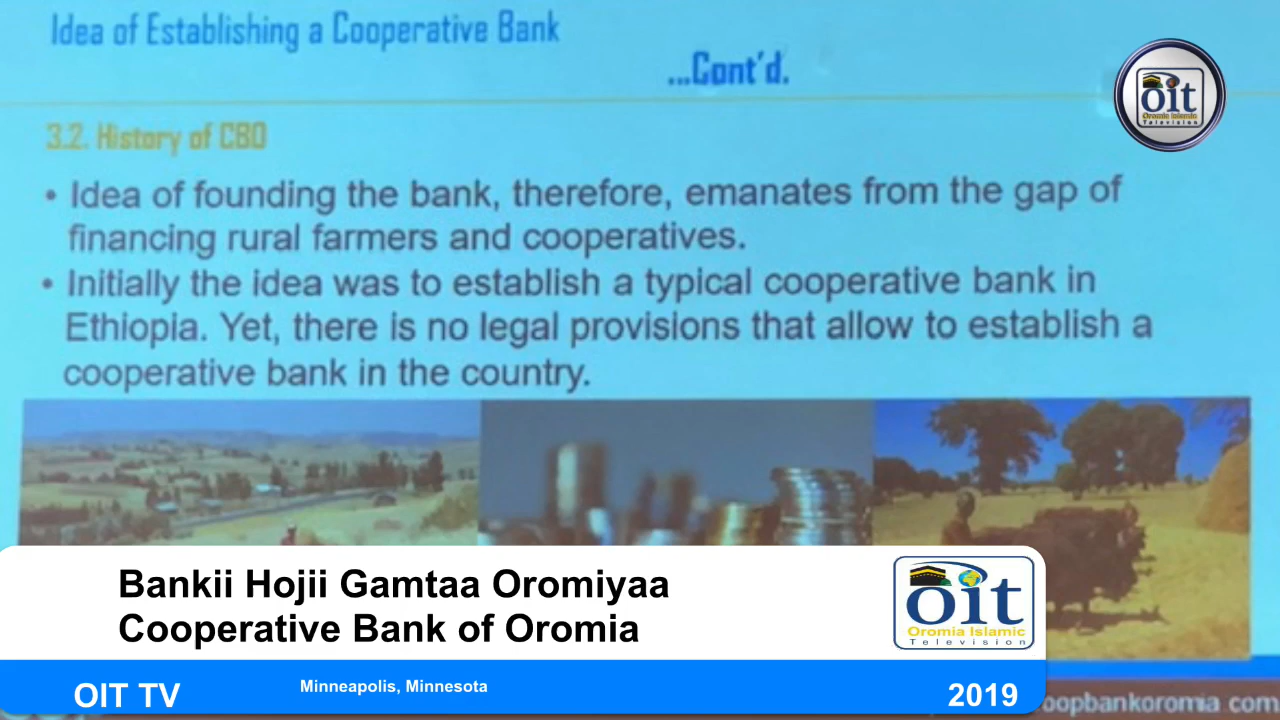 Idea of Establishing a Cooperative Bank
...Cont'd.
oit
Oromia Islamic
Television
3.2. History of CBO
• Idea of founding the bank, therefore, emanates from the gap of
financing rural farmers and cooperatives.
• Initially the idea was to establish a typical cooperative bank in
Ethiopia. Yet, there is no legal provisions that allow to establish a
cooperative bank in the country.
Bankii Hojii Gamtaa Oromiyaa
Cooperative Bank of Oromia
oit
Oromia Islamic
Television
OIT TV
Minneapolis, Minnesota
2019
oopbankoromia com